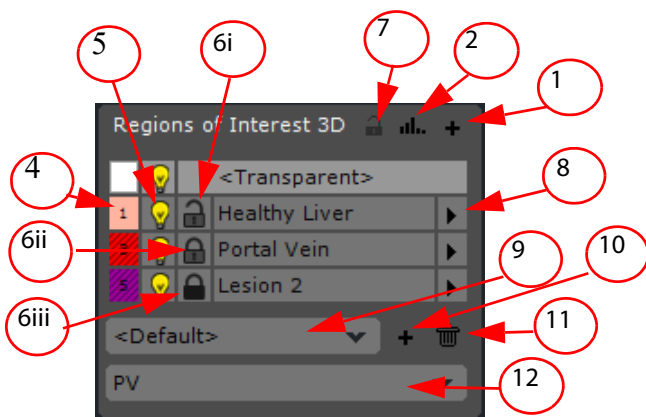 5 6i 7 2 1
Regions of Interest 3D
4 <Transparent> 8
1 Healthy Liver
6ii Portal Vein 9 10
5 Lesion 2
6iii <Default> 11
PV 12